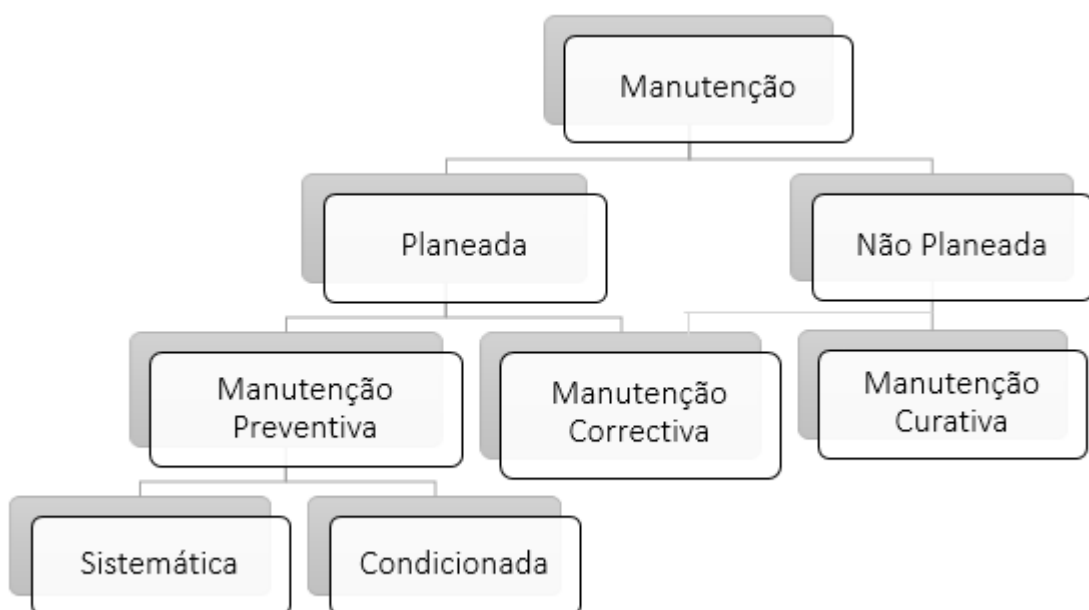 Manutenção
Planeada
Não Planeada
Manutenção
Preventiva
Manutenção
Correctiva
Manutenção
Curativa
Sistemática
Condicionada